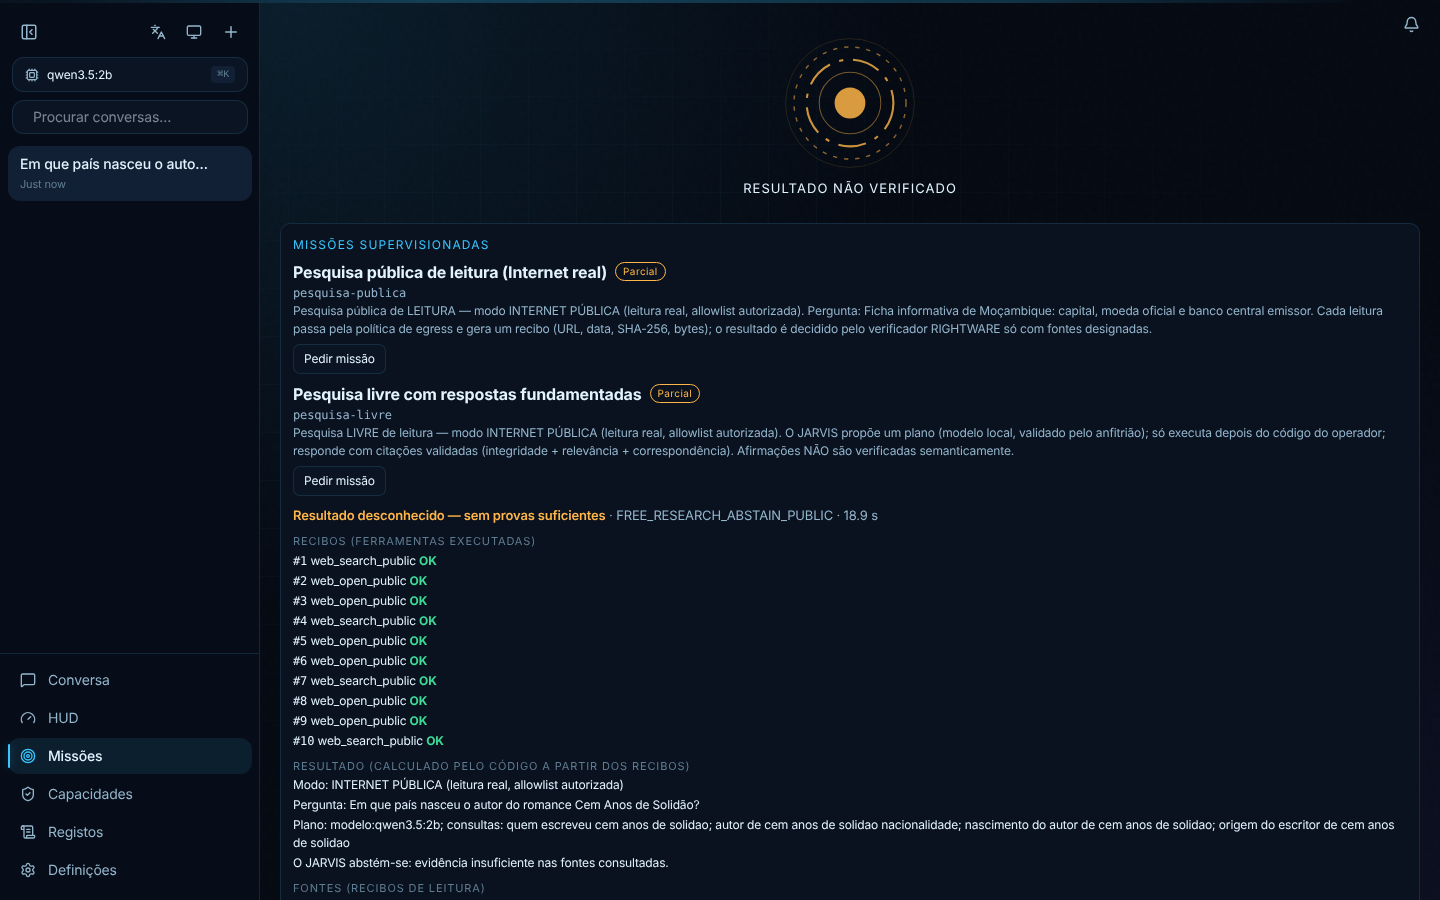 qwen3.5:2b
⌘K
Procurar conversas...
Em que país nasceu o auto...
Just now
Conversa
HUD
Missões
Capacidades
Registos
Definições
RESULTADO NÃO VERIFICADO
MISSÕES SUPERVISIONADAS
Pesquisa pública de leitura (Internet real) Parcial
pesquisa-publica
Pesquisa pública de LEITURA — modo INTERNET PÚBLICA (leitura real, allowlist autorizada). Pergunta: Ficha informativa de Moçambique: capital, moeda oficial e banco central emissor. Cada leitura
passa pela política de egress e gera um recibo (URL, data, SHA-256, bytes); o resultado é decidido pelo verificador RIGHTWARE só com fontes designadas.
Pedir missão
Pesquisa livre com respostas fundamentadas Parcial
pesquisa-livre
Pesquisa LIVRE de leitura — modo INTERNET PÚBLICA (leitura real, allowlist autorizada). O JARVIS propõe um plano (modelo local, validado pelo anfitrião); só executa depois do código do operador;
responde com citações validadas (integridade + relevância + correspondência). Afirmações NÃO são verificadas semanticamente.
Pedir missão
Resultado desconhecido — sem provas suficientes · FREE_RESEARCH_ABSTAIN_PUBLIC · 18.9 s
RECIBOS (FERRAMENTAS EXECUTADAS)
#1 web_search_public OK
#2 web_open_public OK
#3 web_open_public OK
#4 web_search_public OK
#5 web_open_public OK
#6 web_open_public OK
#7 web_search_public OK
#8 web_open_public OK
#9 web_open_public OK
#10 web_search_public OK
RESULTADO (CALCULADO PELO CÓDIGO A PARTIR DOS RECIBOS)
Modo: INTERNET PÚBLICA (leitura real, allowlist autorizada)
Pergunta: Em que país nasceu o autor do romance Cem Anos de Solidão?
Plano: modelo:qwen3.5:2b; consultas: quem escreveu cem anos de solidao; autor de cem anos de solidao nacionalidade; nascimento do autor de cem anos de solidao; origem do escritor de cem anos
de solidao
O JARVIS abstém-se: evidência insuficiente nas fontes consultadas.
FONTES (RECIBOS DE LEITURA)